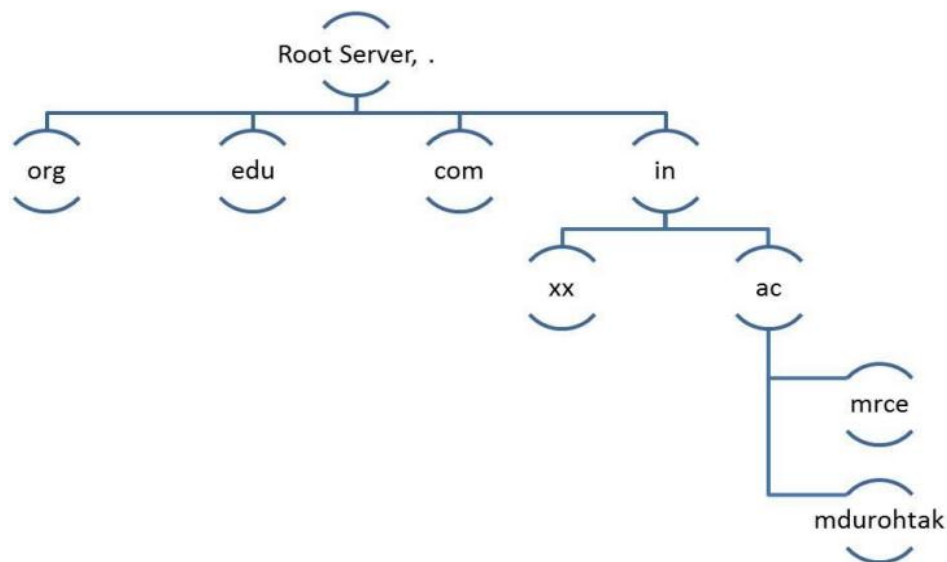 Root Server, .
org
edu
com
in
xx
ac
mrce
mdurohtak